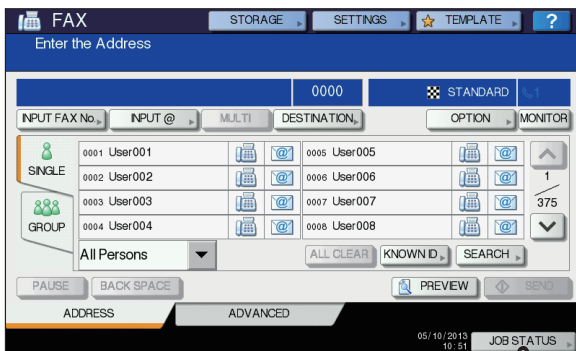 FAX STORAGE SETTINGS TEMPLATE ?
Enter the Address
0000 STANDARD 1
INPUT FAX No. INPUT @ MULTI DESTINATION OPTION MONITOR
SINGLE
0001 User001 @ 0005 User005 @
0002 User002 @ 0006 User006 @
1
0003 User003 @ 0007 User007 @
375
GROUP
0004 User004 @ 0008 User008 @
All Persons ALL CLEAR KNOWN ID SEARCH
PAUSE BACK SPACE PREVIEW SEND
ADDRESS ADVANCED
05/10/2013
10:51
JOB STATUS